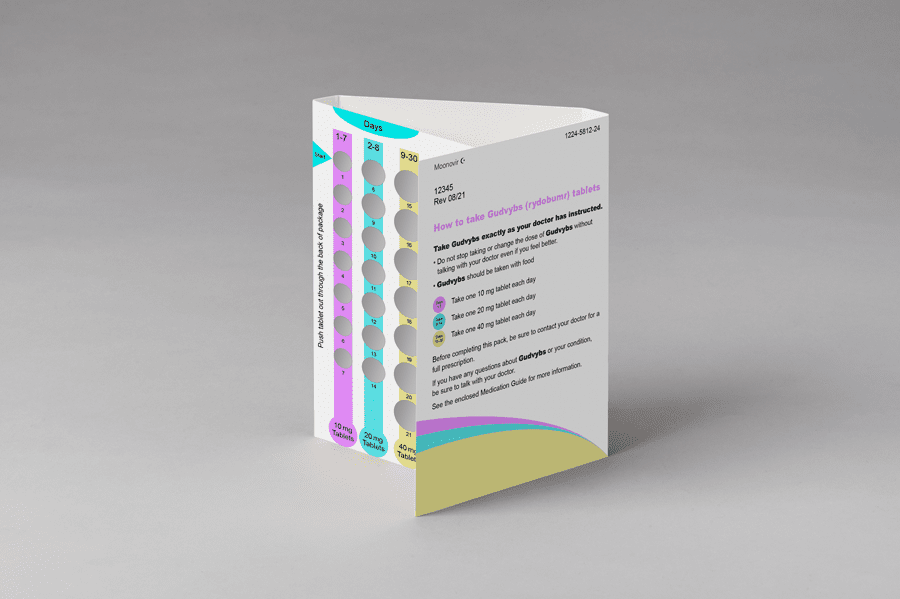 Days
1-7
2-8
9-30
Start
1
2
3
4
5
6
7
8
9
10
11
12
13
14
15
16
17
18
19
20
21
10 mg
Tablets
20 mg
Tablets
40 mg
Push tablet out through the back of package
1224-5812-24
Moonovir
12345
Rev 08/21
How to take Gudvybs (rydobumr) tablets
Take Gudvybs exactly as your doctor has instructed.
• Do not stop taking or change the dose of Gudvybs without
talking with your doctor even if you feel better.
• Gudvybs should be taken with food
Take one 10 mg tablet each day
Take one 20 mg tablet each day
Take one 40 mg tablet each day
Before completing this pack, be sure to contact your doctor for a
full prescription.
If you have any questions about Gudvybs or your condition,
be sure to talk with your doctor.
See the enclosed Medication Guide for more information.